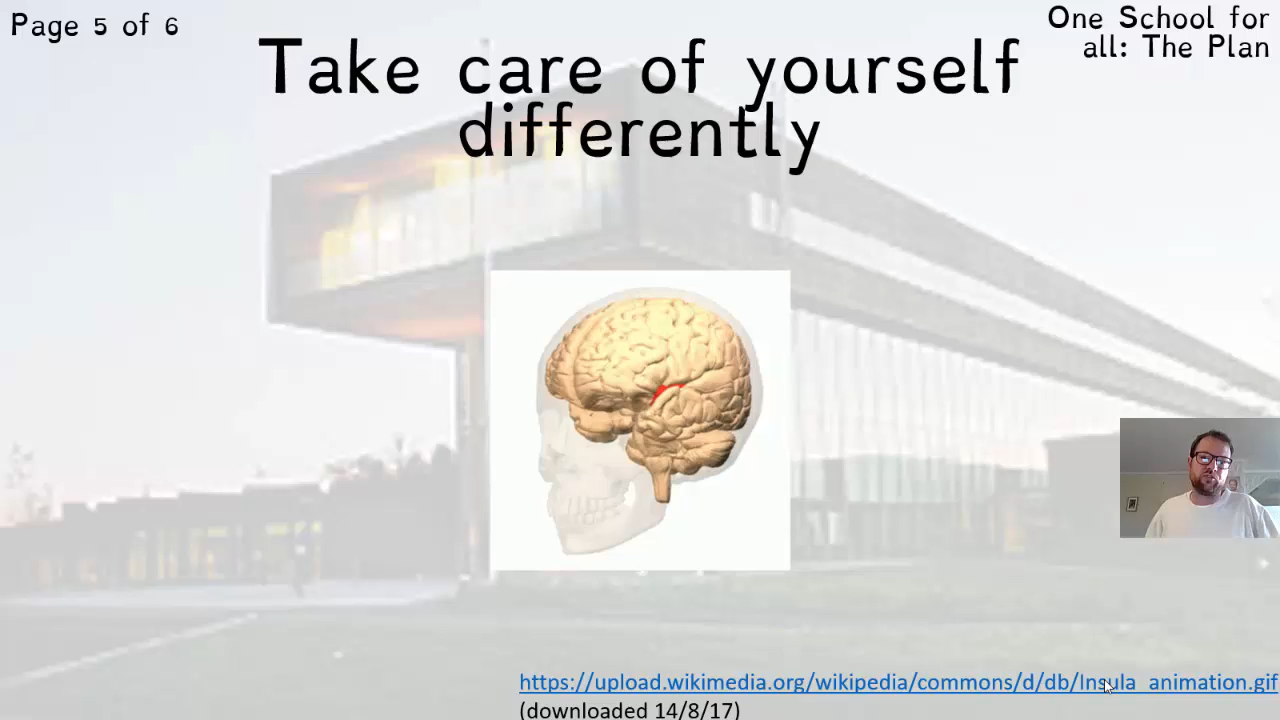 Page 5 of 6
One School for
all: The Plan
Take care of yourself
differently
https://upload.wikimedia.org/wikipedia/commons/d/db/Insula_animation.gif
(downloaded 14/8/17)